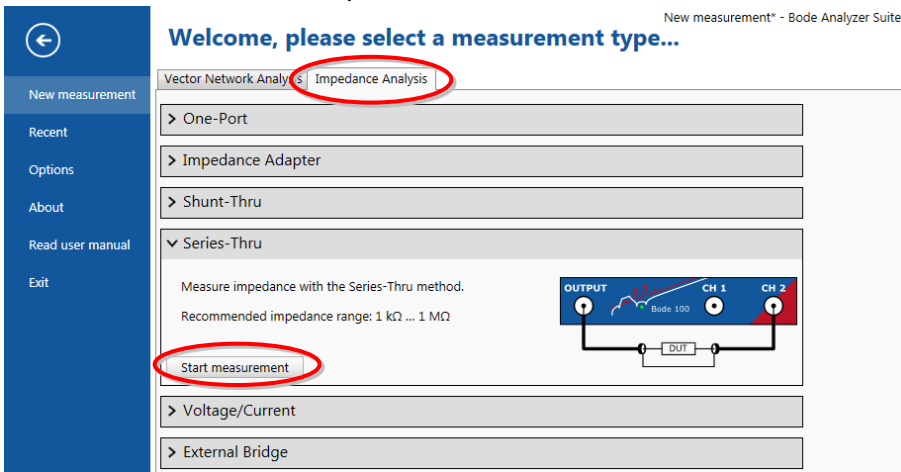 New measurement* - Bode Analyzer Suite
Welcome, please select a measurement type...
Vector Network Analysis
Impedance Analysis
New measurement
Recent
Options
About
Read user manual
Exit
> One-Port
> Impedance Adapter
> Shunt-Thru
Series-Thru
Measure impedance with the Series-Thru method.
Recommended impedance range: 1 kΩ ... 1 MΩ
OUTPUT
Bode 100
CH 1
CH 2
DUT
Start measurement
> Voltage/Current
> External Bridge